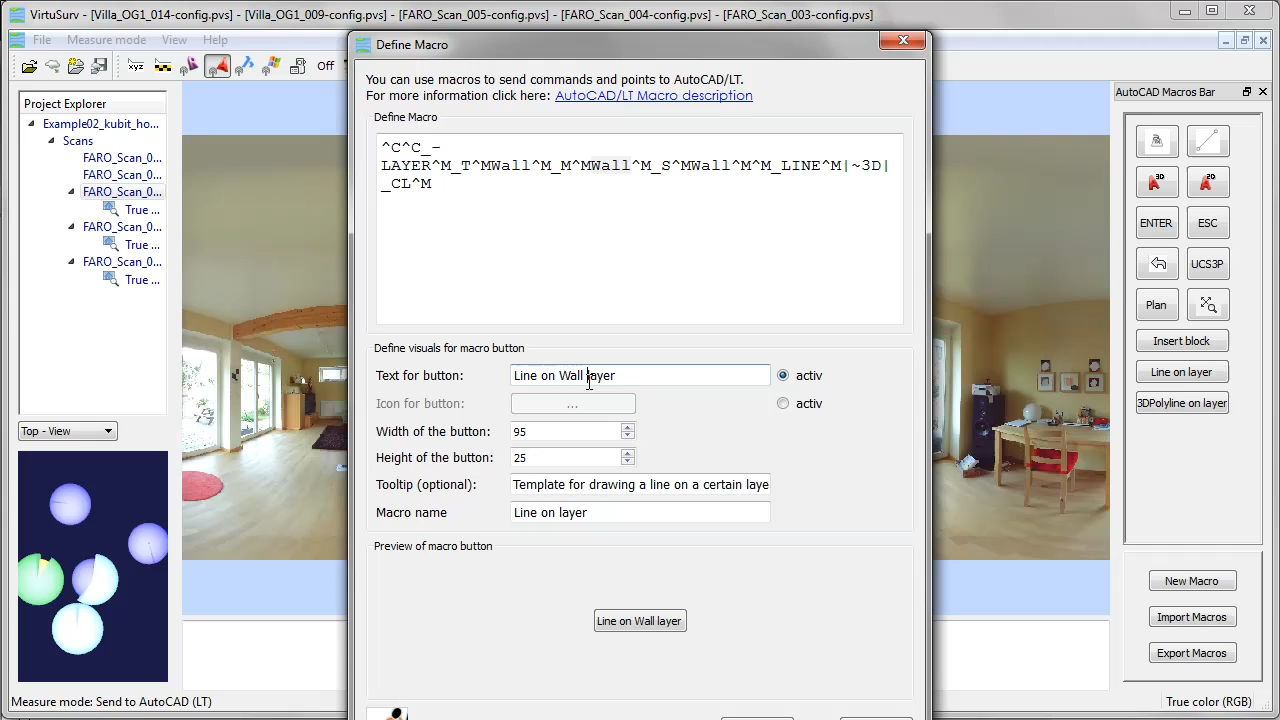 VirtuSurv - [Villa_OG1_014-config.pvs] - [Villa_OG1_009-config.pvs] - [FARO_Scan_005-config.pvs] - [FARO_Scan_004-config.pvs] - [FARO_Scan_003-config.pvs]
File Measure mode View Help
Off
Project Explorer
Example02_kubit_ho...
Scans
FARO_Scan_0...
FARO_Scan_0...
FARO_Scan_0...
True ...
FARO_Scan_0...
True ...
FARO_Scan_0...
True ...
Top - View
Measure mode: Send to AutoCAD (LT)
Define Macro
You can use macros to send commands and points to AutoCAD/LT.
For more information click here: AutoCAD/LT Macro description
Define Macro
^C^C_-
LAYER^M_T^MWall^M_M^MWall^M_S^MWall^M^M_LINE^M|~3D|
_CL^M
Define visuals for macro button
Text for button: Line on Wall layer activ
Icon for button: ... activ
Width of the button: 95
Height of the button: 25
Tooltip (optional): Template for drawing a line on a certain laye
Macro name Line on layer
Preview of macro button
Line on Wall layer
AutoCAD Macros Bar
3D 2D
ENTER ESC
UCS3P
Plan
Insert block
Line on layer
3DPolyline on layer
New Macro
Import Macros
Export Macros
True color (RGB)